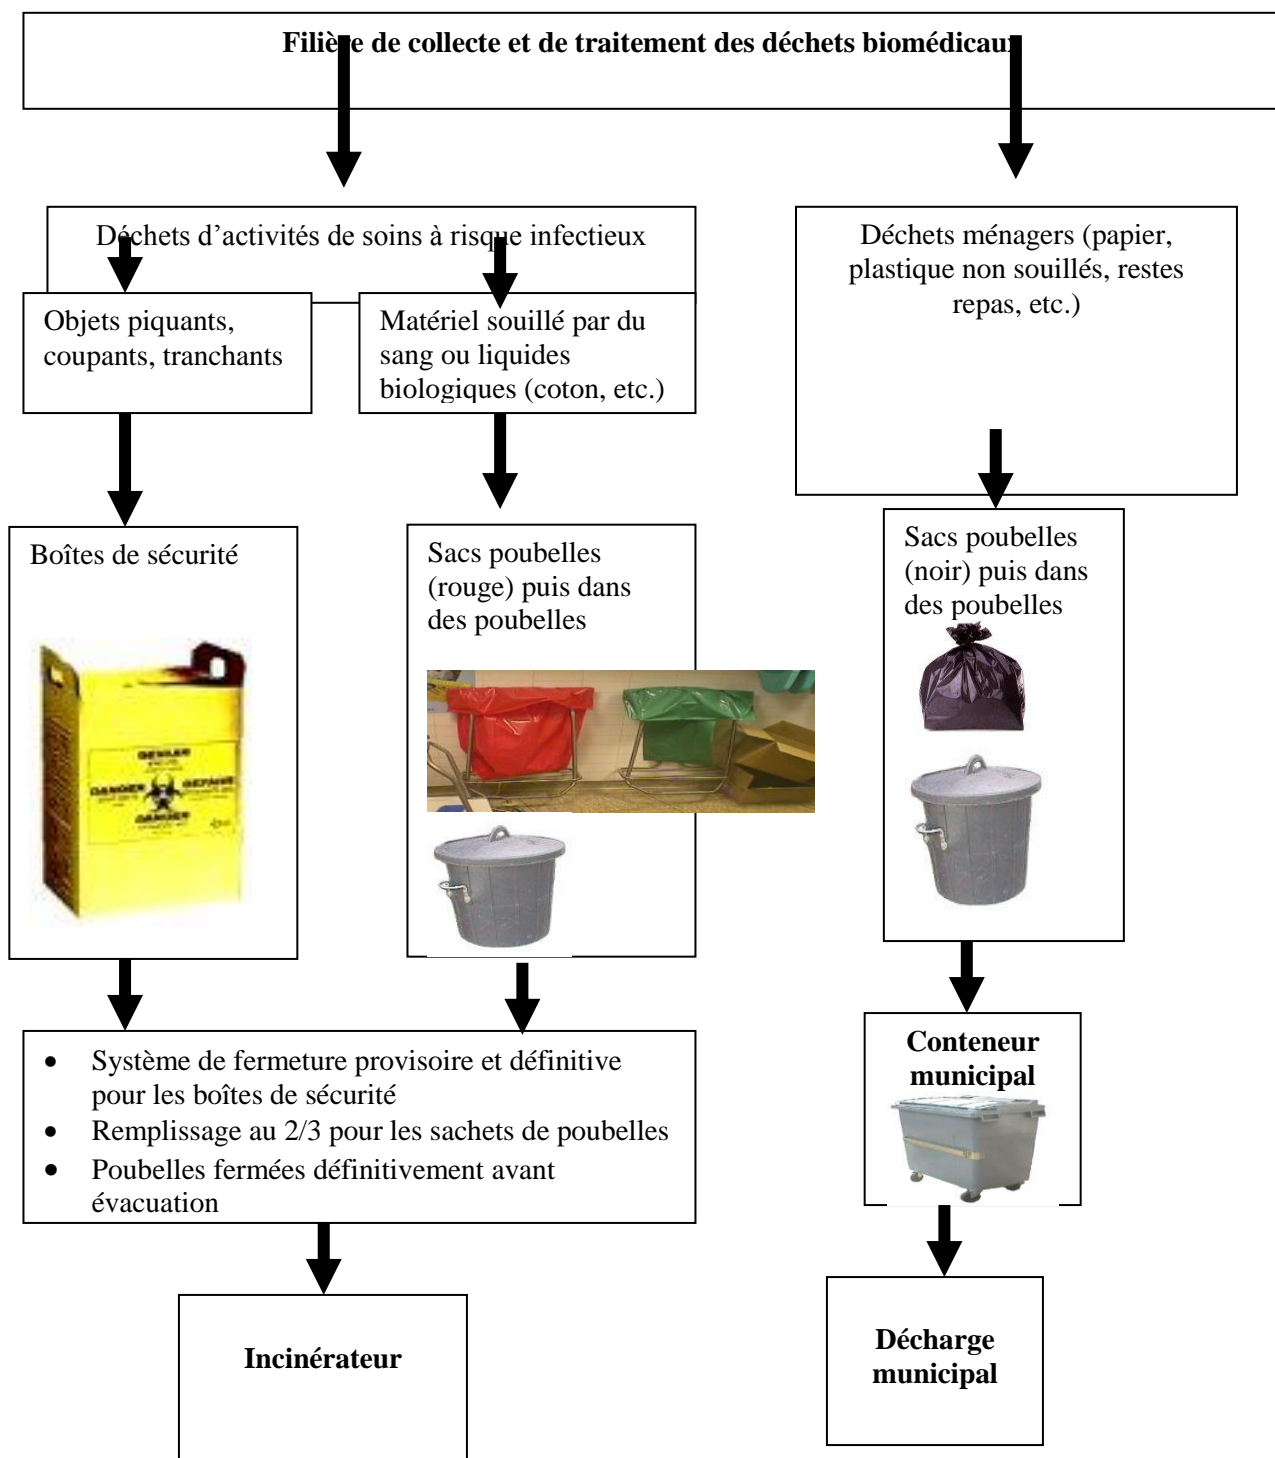 Filière de collecte et de traitement des déchets biomédicaux
Déchets d’activités de soins à risque infectieux
Déchets ménagers (papier,
plastique non souillés, restes
repas, etc.)
Objets piquants,
coupants, tranchants
Matériel souillé par du
sang ou liquides
biologiques (coton, etc.)
Boîtes de sécurité
Sacs poubelles
(rouge) puis dans
des poubelles
Sacs poubelles
(noir) puis dans
des poubelles
DANGER
DANGER
• Système de fermeture provisoire et définitive
pour les boîtes de sécurité
• Remplissage au 2/3 pour les sachets de poubelles
• Poubelles fermées définitivement avant
évacuation
Conteneur
municipal
Incinérateur
Décharge
municipal